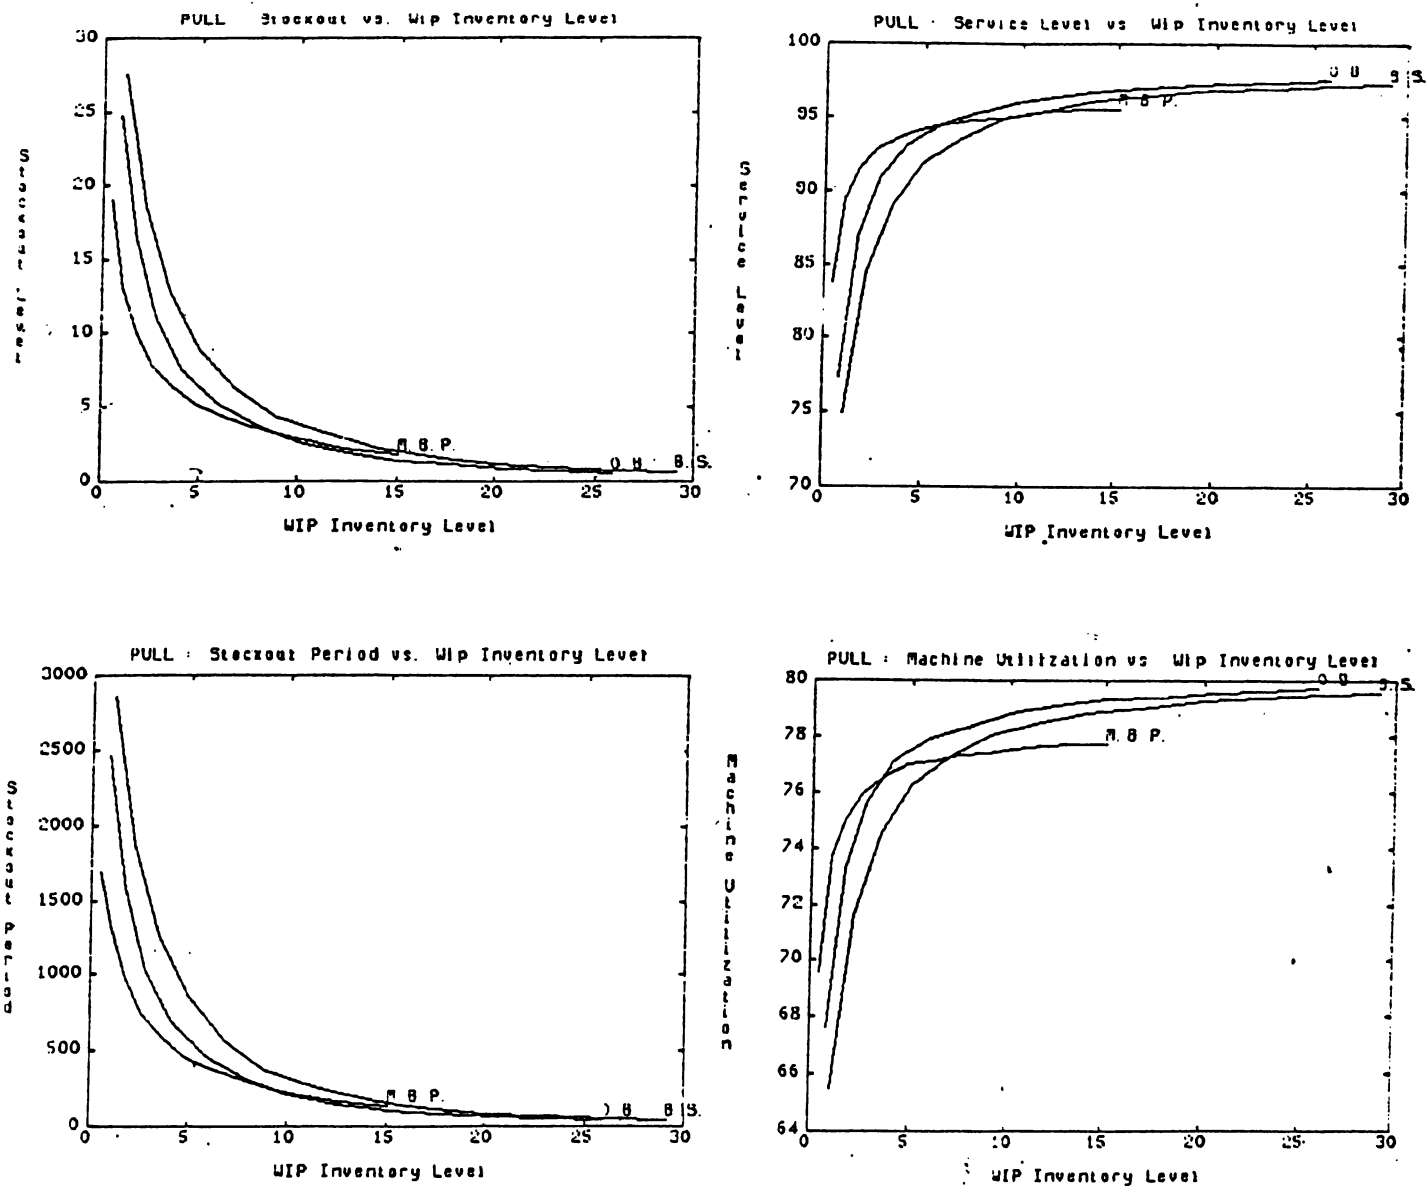 PULL Stockout vs. Wip Inventory Level
30
25
20
15
10
5
0
Stockout Level
0 5 10 15 20 25 30
WIP Inventory Level
M. B. P.
O B
B. S.
PULL : Service Level vs Wip Inventory Level
100
95
90
85
80
75
70
Service Level
0 5 10 15 20 25 30
WIP Inventory Level
O B
B S.
M B P.
PULL : Stockout Period vs. Wip Inventory Level
3000
2500
2000
1500
1000
500
0
Stockout Period
0 5 10 15 20 25 30
WIP Inventory Level
M B P.
O B
B S.
PULL : Machine Utilization vs Wip Inventory Level
80
78
76
74
72
70
68
66
64
Machine Utilization
0 5 10 15 20 25 30
WIP Inventory Level
O B
B. S.
M. B P.